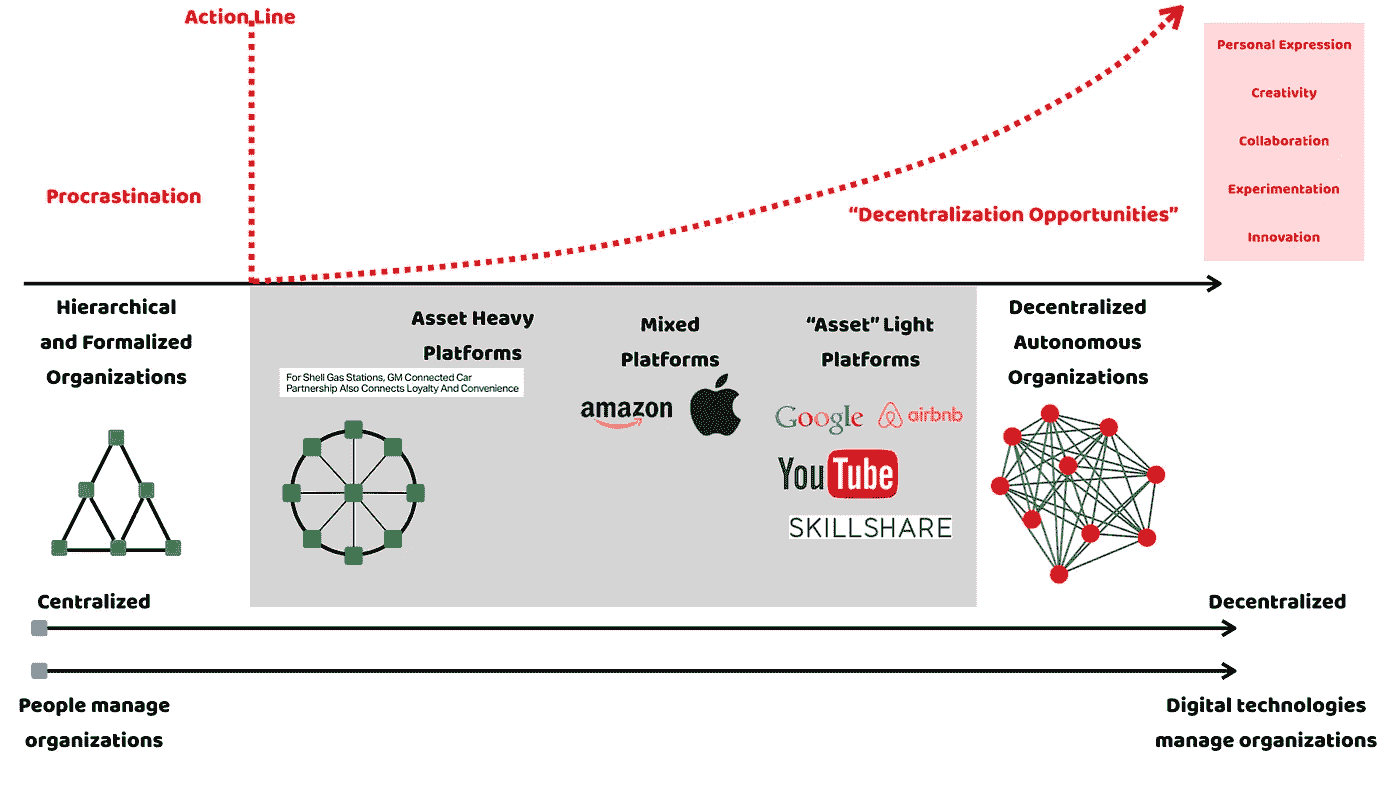 Action Line
Procrastination
"Decentralization Opportunities"
Personal Expression
Creativity
Collaboration
Experimentation
Innovation
Hierarchical
and Formalized
Organizations
Asset Heavy
Platforms
For Shell Gas Stations, GM Connected Car
Partnership Also Connects Loyalty And Convenience
Mixed
Platforms
amazon
“Asset” Light
Platforms
Google
airbnb
YouTube
SKILLSHARE
Decentralized
Autonomous
Organizations
Centralized
Decentralized
People manage
organizations
Digital technologies
manage organizations